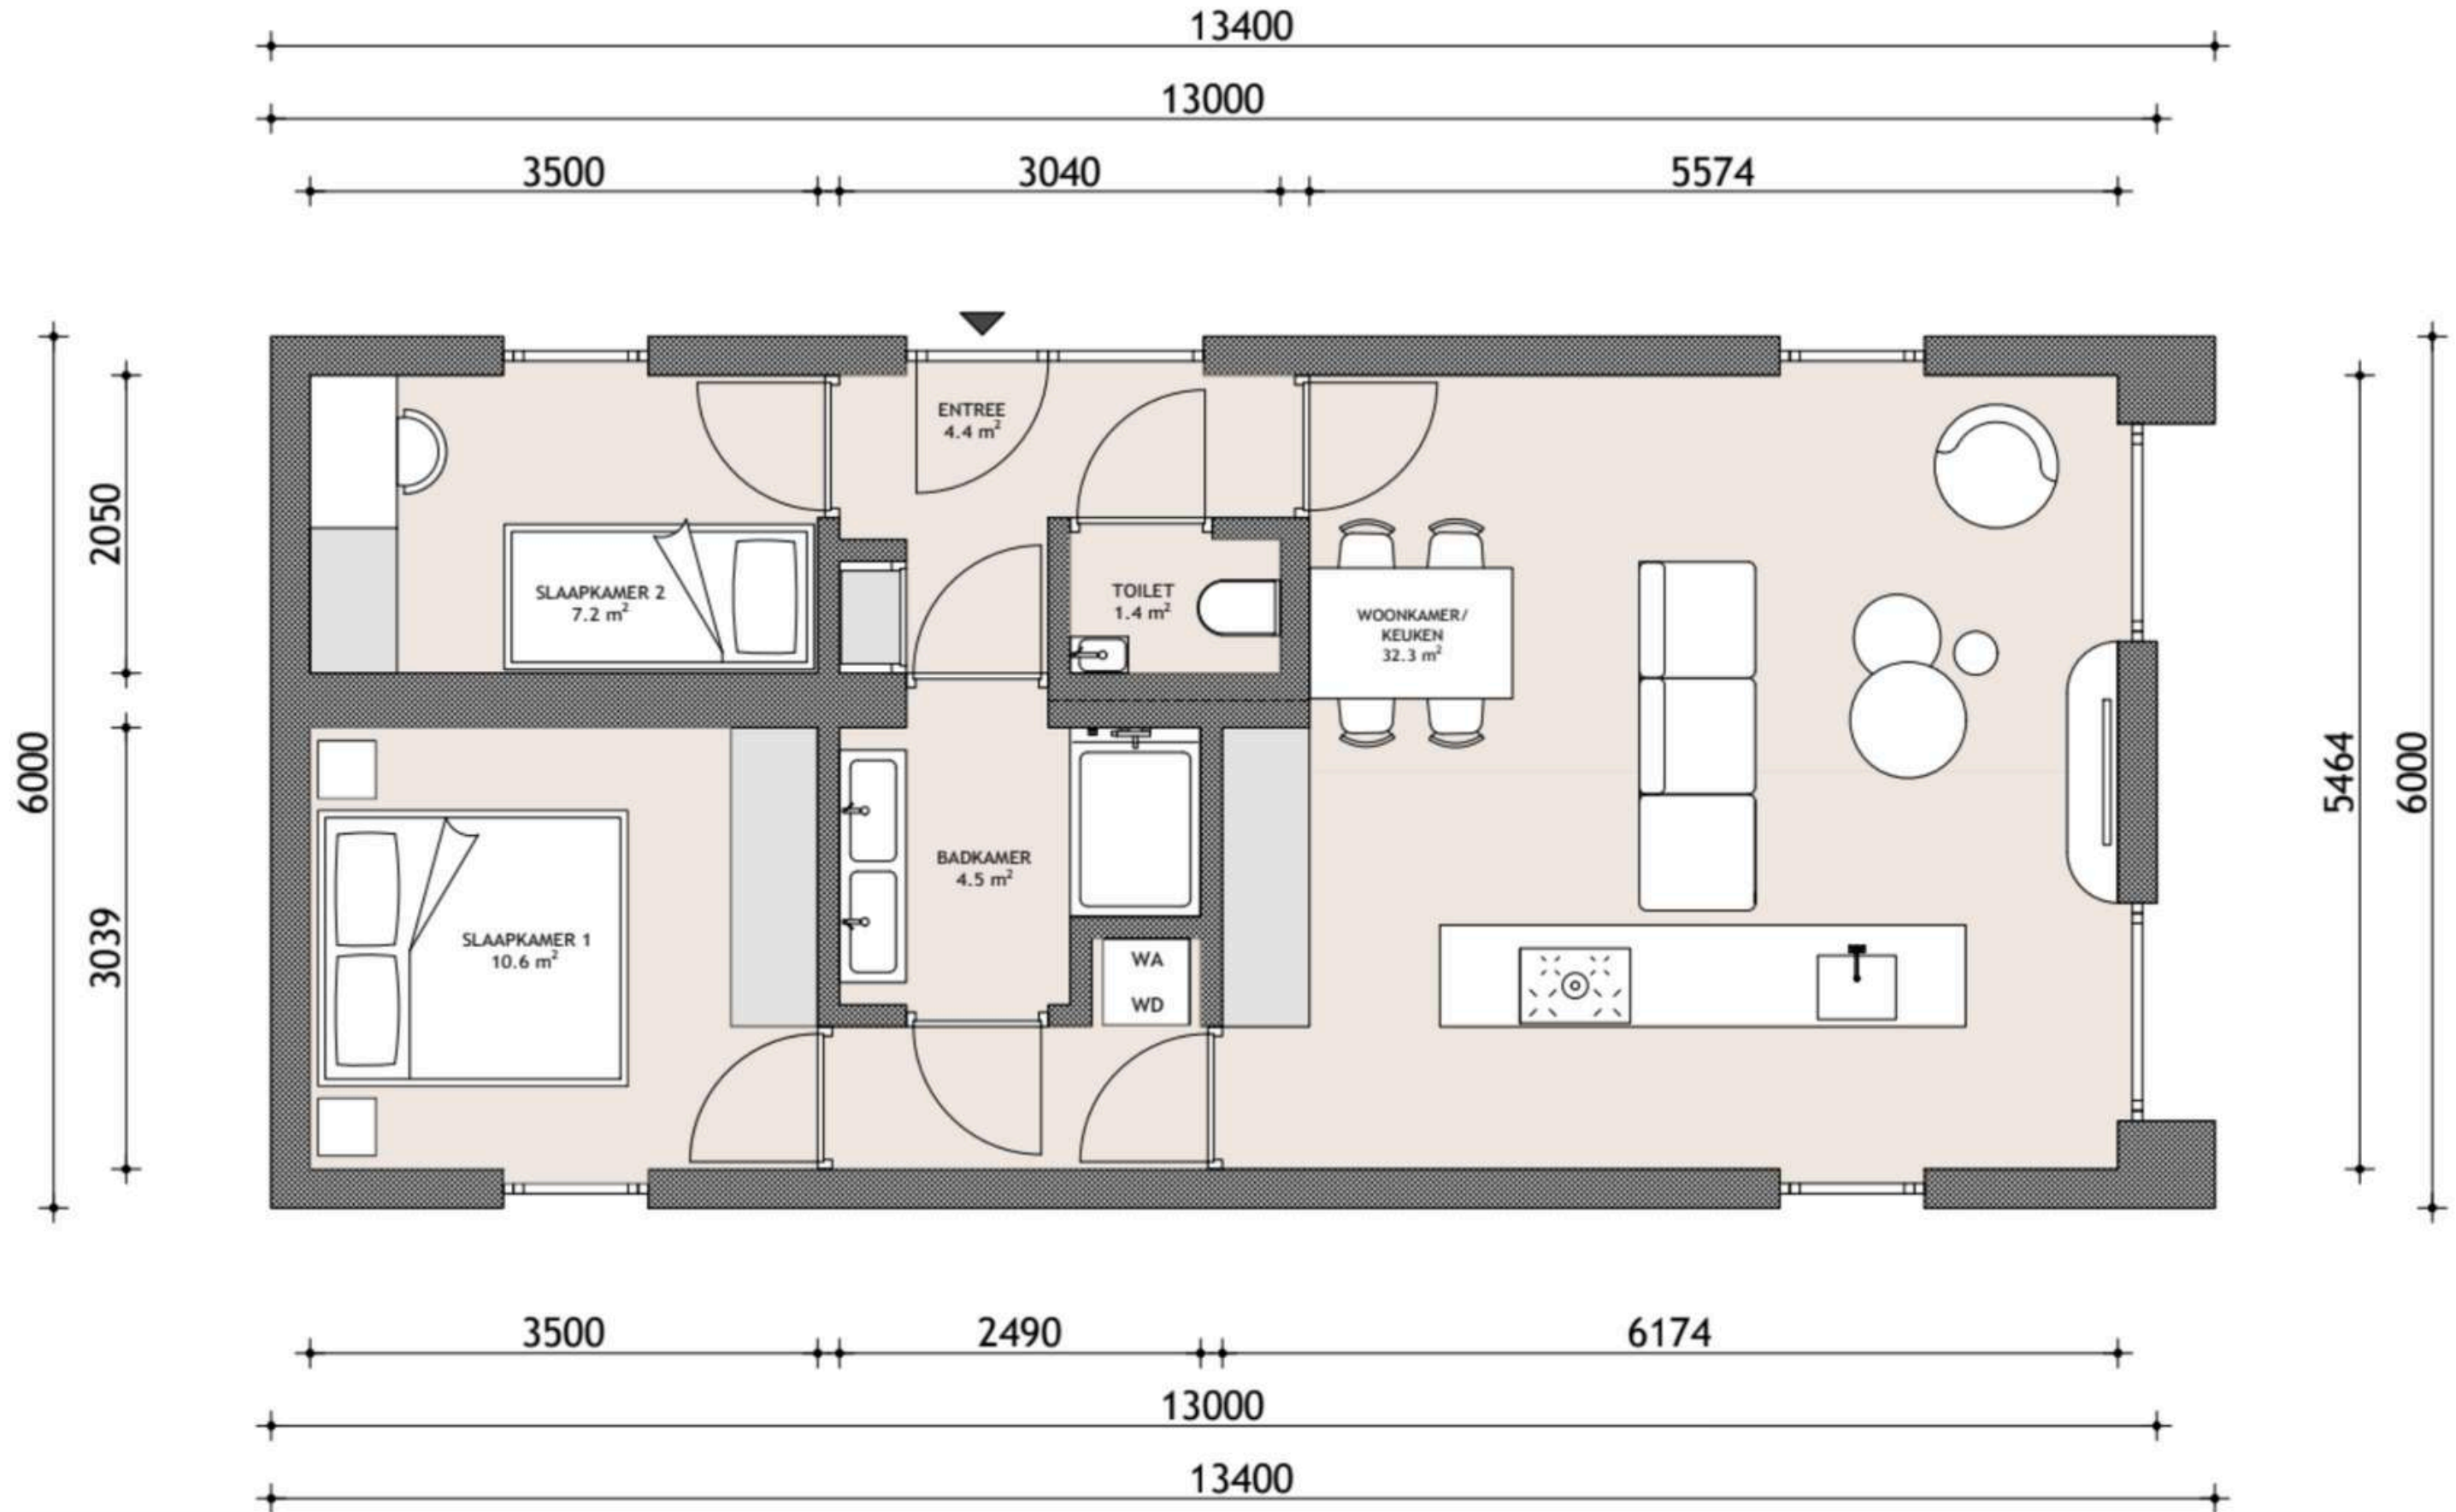 13400
13000
3500
3040
5574
ENTREE
4.4 m²
2050
SLAAPKAMER 2
7.2 m²
TOILET
1.4 m²
WOONKAMER/
KEUKEN
32.3 m²
6000
5464
6000
BADKAMER
4.5 m²
3039
SLAAPKAMER 1
10.6 m²
WA
WD
3500
2490
6174
13000
13400